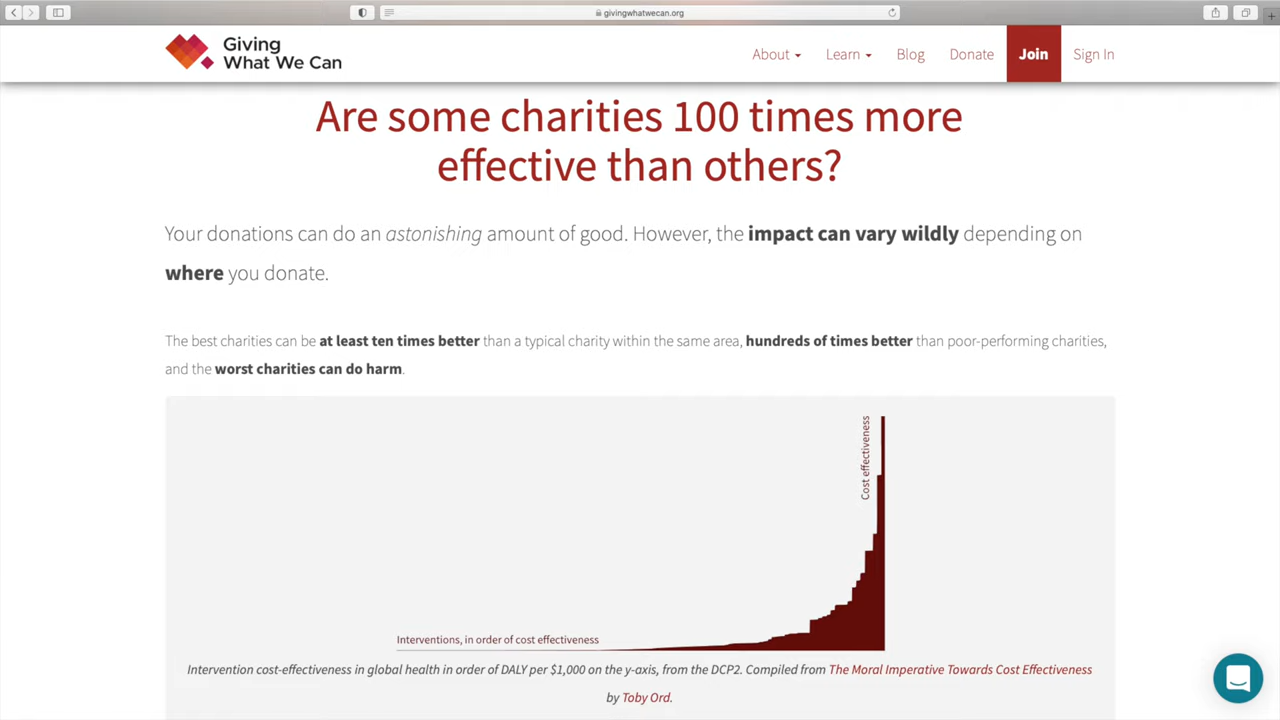 givingwhatwecan.org
Giving
What We Can
About
Learn
Blog
Donate
Join
Sign In
Are some charities 100 times more
effective than others?
Your donations can do an astonishing amount of good. However, the impact can vary wildly depending on
where you donate.
The best charities can be at least ten times better than a typical charity within the same area, hundreds of times better than poor-performing charities,
and the worst charities can do harm.
Cost effectiveness
Interventions, in order of cost effectiveness
Intervention cost-effectiveness in global health in order of DALY per $1,000 on the y-axis, from the DCP2. Compiled from The Moral Imperative Towards Cost Effectiveness
by Toby Ord.